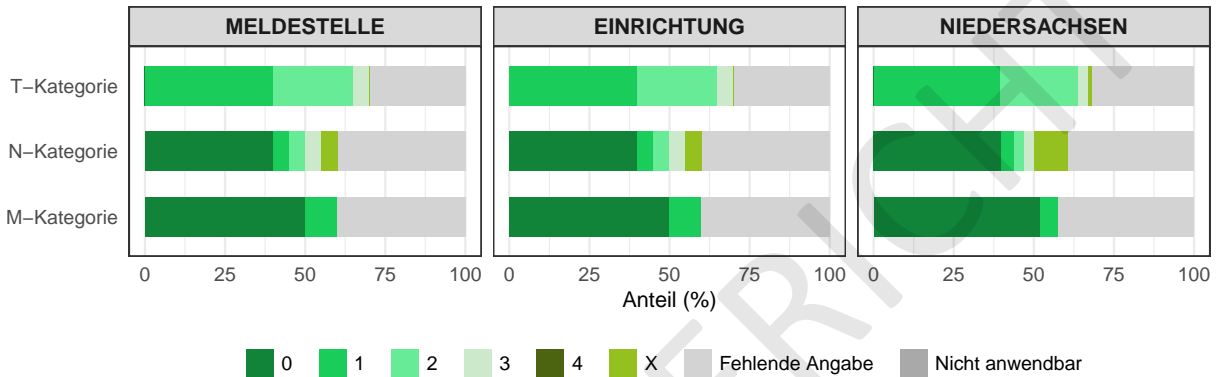 MELDESTELLE EINRICHTUNG NIEDERSACHSEN
T−Kategorie
N−Kategorie
M−Kategorie
0 25 50 75 100 0 25 50 75 100 0 25 50 75 100
Anteil (%)
0 1 2 3 4 X Fehlende Angabe Nicht anwendbar
ERICHT